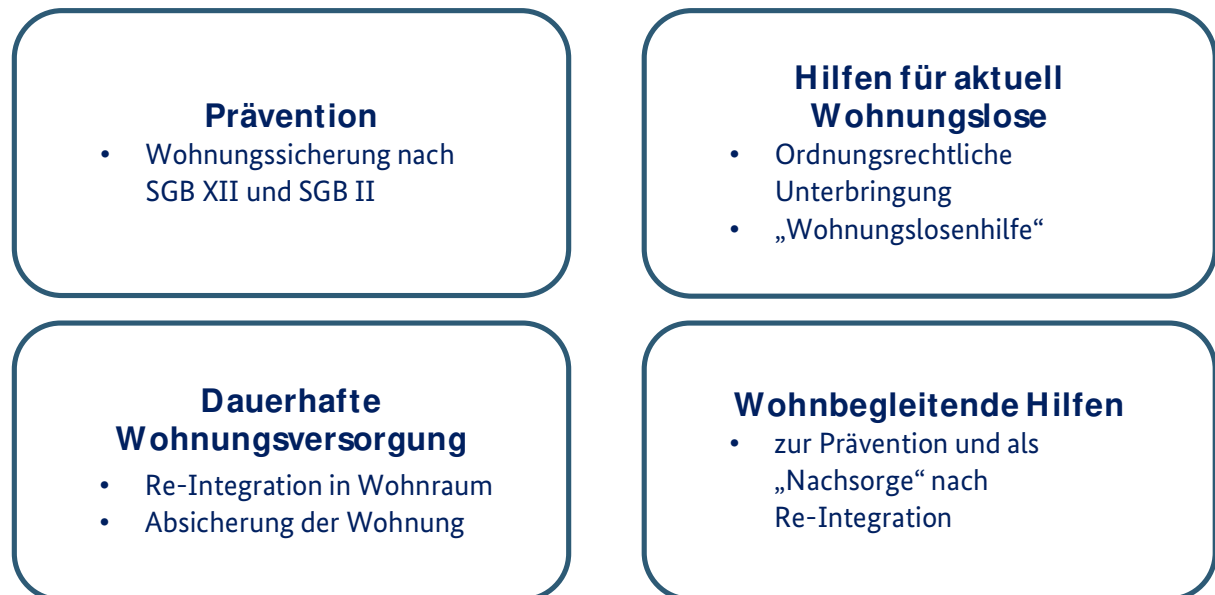 Prävention
• Wohnungssicherung nach
SGB XII und SGB II
Hilfen für aktuell
Wohnungslose
• Ordnungsrechtliche
Unterbringung
• „Wohnungslosenhilfe“
Dauerhafte
Wohnungsversorgung
• Re-Integration in Wohnraum
• Absicherung der Wohnung
Wohnbegleitende Hilfen
• zur Prävention und als
„Nachsorge“ nach
Re-Integration